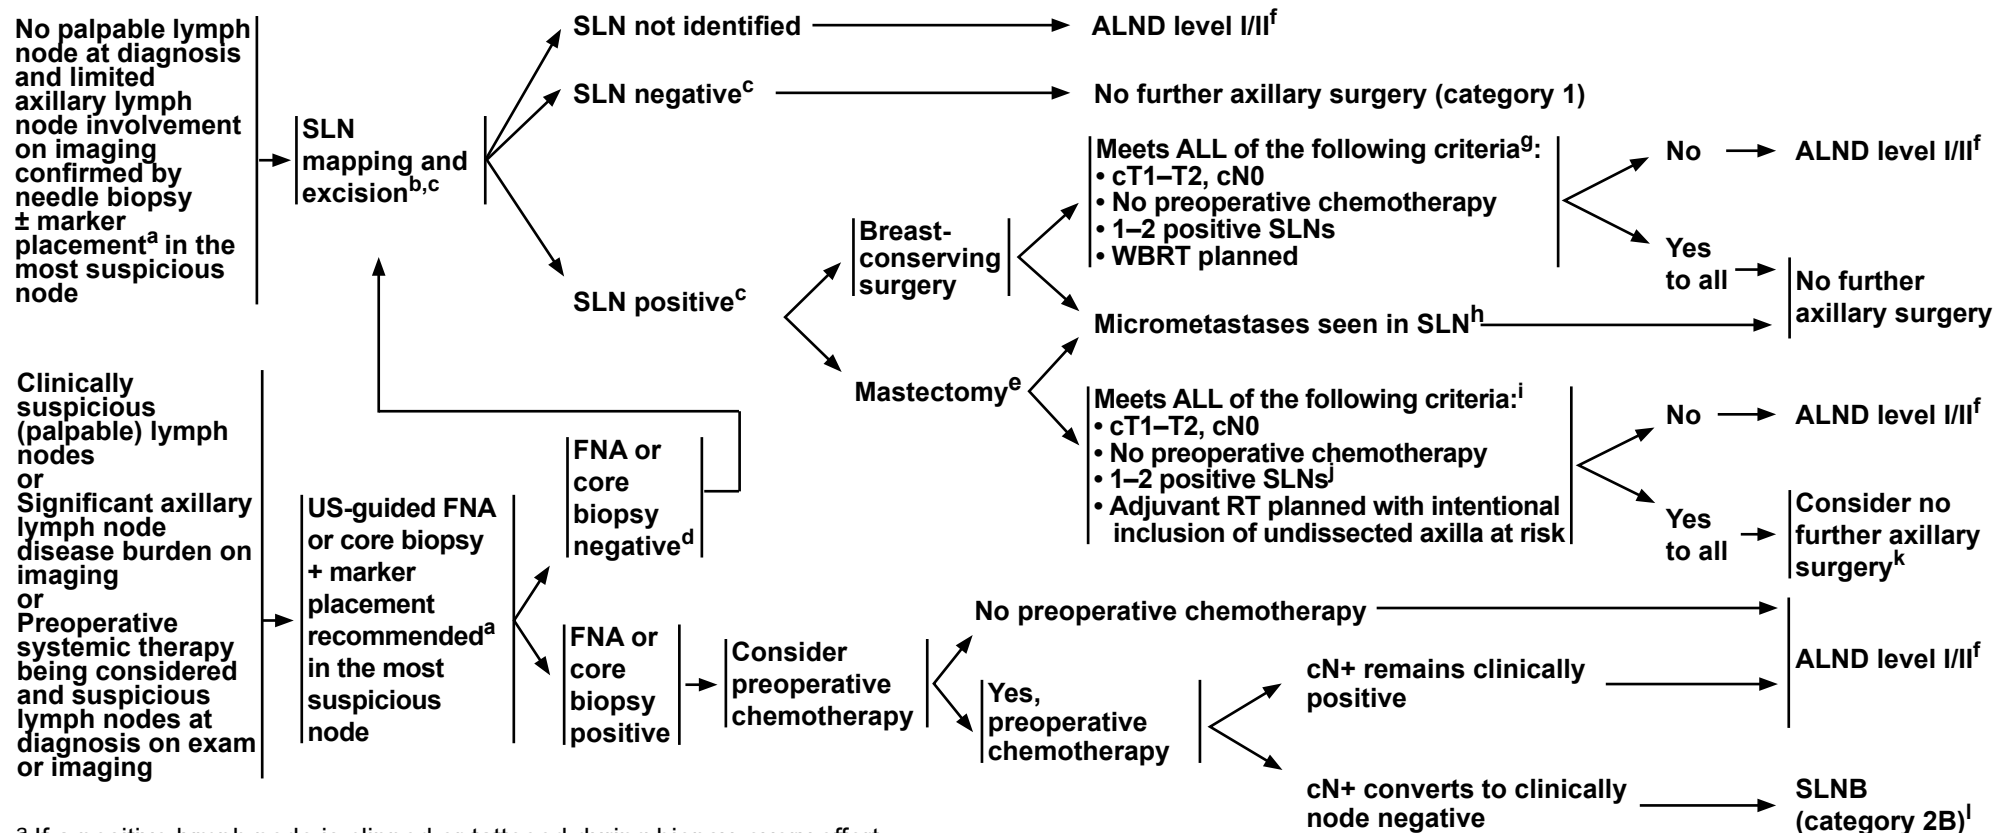 No palpable lymph
node at diagnosis
and limited
axillary lymph
node involvement
on imaging
confirmed by
needle biopsy
± marker
placementᵃ in the
most suspicious
node
SLN
mapping and
excisionᵇ,ᶜ
SLN not identified
ALND level I/IIᶠ
SLN negativeᶜ
No further axillary surgery (category 1)
SLN positiveᶜ
Breast-
conserving
surgery
Meets ALL of the following criteriaᵍ:
• cT1–T2, cN0
• No preoperative chemotherapy
• 1–2 positive SLNs
• WBRT planned
No
ALND level I/IIᶠ
Yes
to all
No further
axillary surgery
Micrometastases seen in SLNʰ
Mastectomyᵉ
Meets ALL of the following criteria:ⁱ
• cT1–T2, cN0
• No preoperative chemotherapy
• 1–2 positive SLNsʲ
• Adjuvant RT planned with intentional
inclusion of undissected axilla at risk
No
ALND level I/IIᶠ
Yes
to all
Consider no
further axillary
surgeryᵏ
Clinically
suspicious
(palpable) lymph
nodes
or
Significant axillary
lymph node
disease burden on
imaging
or
Preoperative
systemic therapy
being considered
and suspicious
lymph nodes at
diagnosis on exam
or imaging
US-guided FNA
or core biopsy
+ marker
placement
recommendedᵃ
in the most
suspicious
node
FNA or
core
biopsy
negativeᵈ
FNA or
core
biopsy
positive
Consider
preoperative
chemotherapy
No preoperative chemotherapy
Yes,
preoperative
chemotherapy
cN+ remains clinically
positive
ALND level I/IIᶠ
cN+ converts to clinically
node negative
SLNB
(category 2B)ˡ